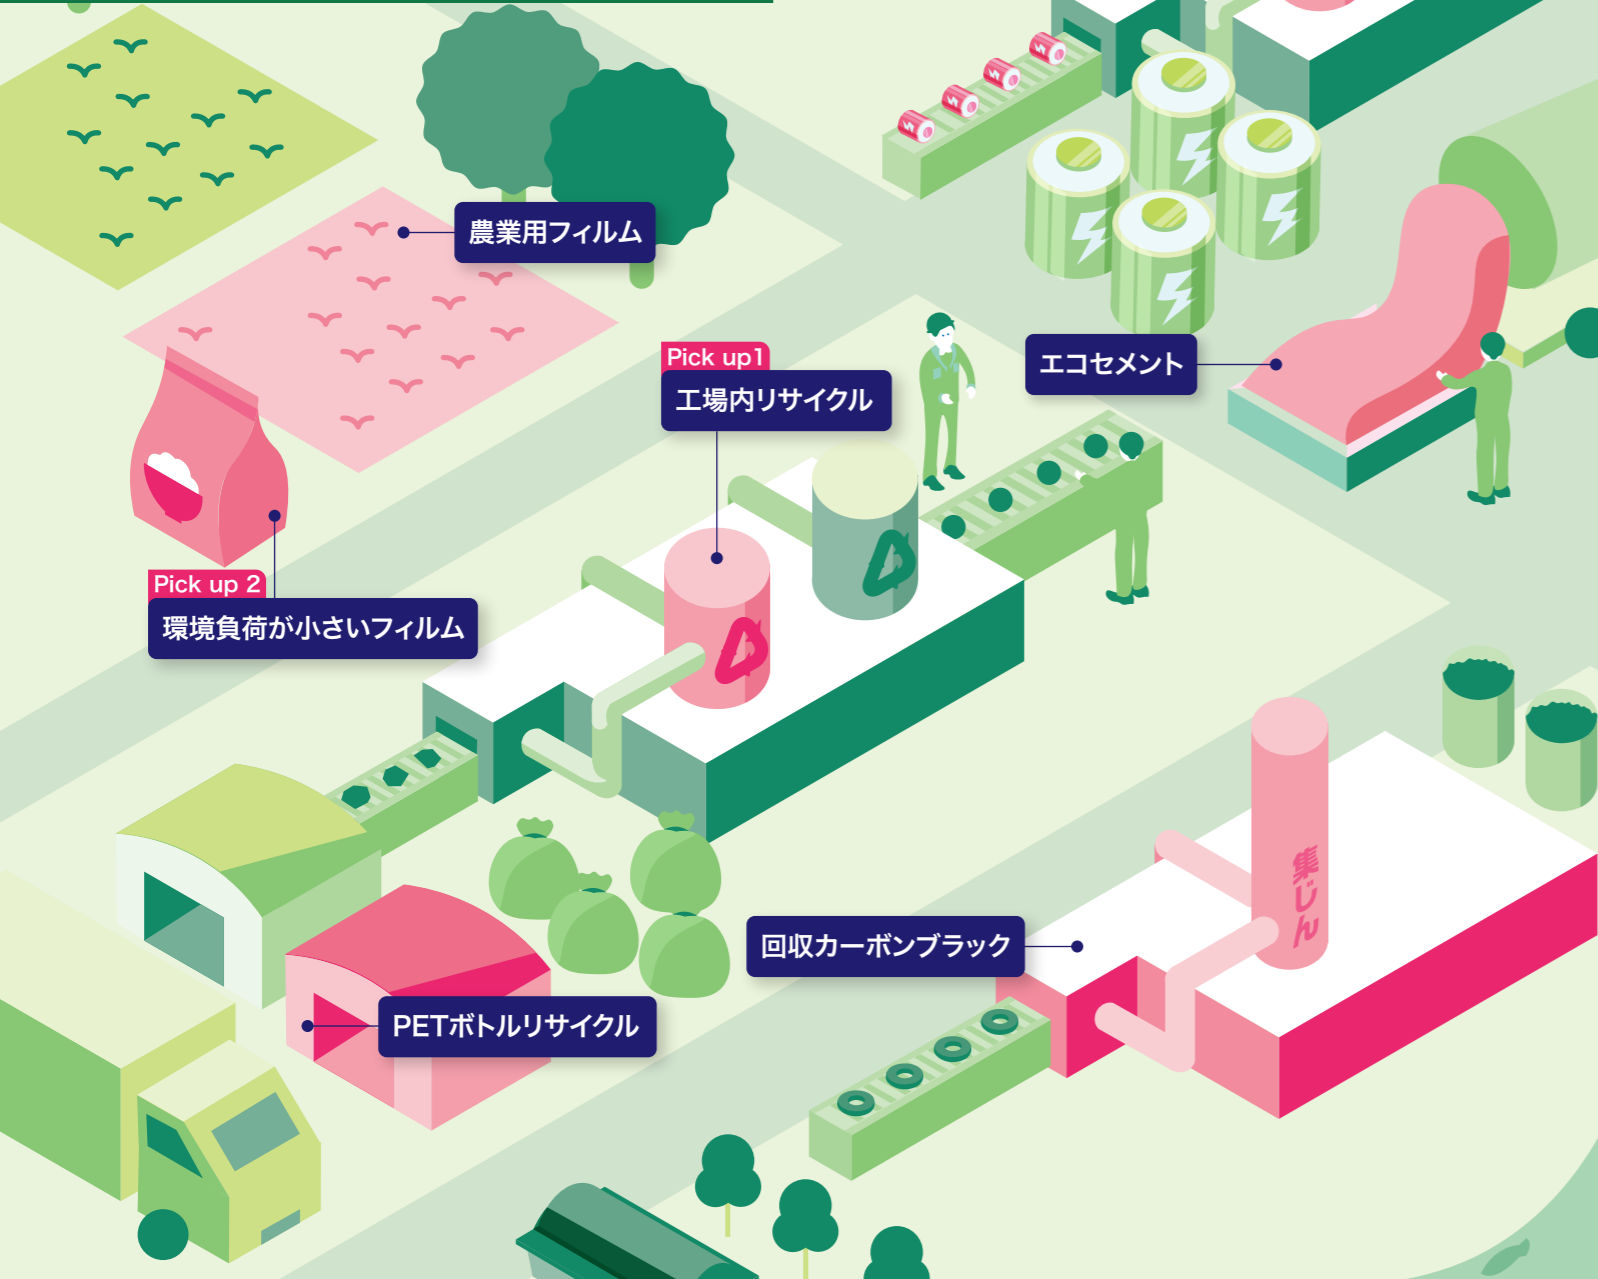 農業用フィルム
Pick up1
工場内リサイクル
エコセメント
Pick up 2
環境負荷が小さいフィルム
集じん
回収カーボンブラック
PETボトルリサイクル